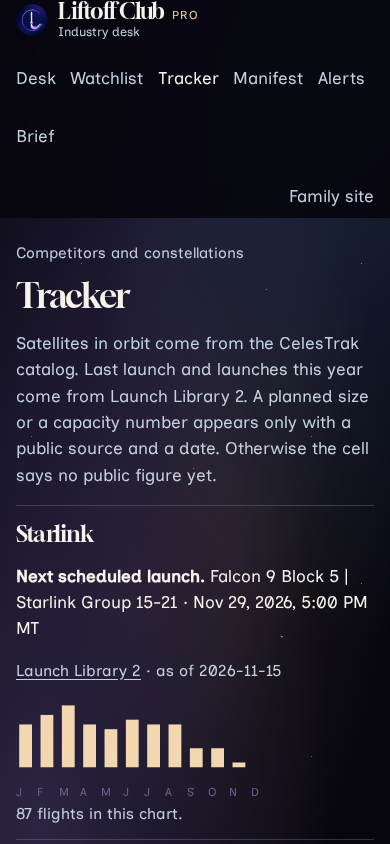 Liftoff Club PRO
Industry desk
Desk Watchlist Tracker Manifest Alerts
Brief
Family site
Competitors and constellations
Tracker
Satellites in orbit come from the CelesTrak
catalog. Last launch and launches this year
come from Launch Library 2. A planned size
or a capacity number appears only with a
public source and a date. Otherwise the cell
says no public figure yet.
Starlink
Next scheduled launch. Falcon 9 Block 5 |
Starlink Group 15-21 · Nov 29, 2026, 5:00 PM
MT
Launch Library 2 · as of 2026-11-15
J F M A M J J A S O N D
87 flights in this chart.